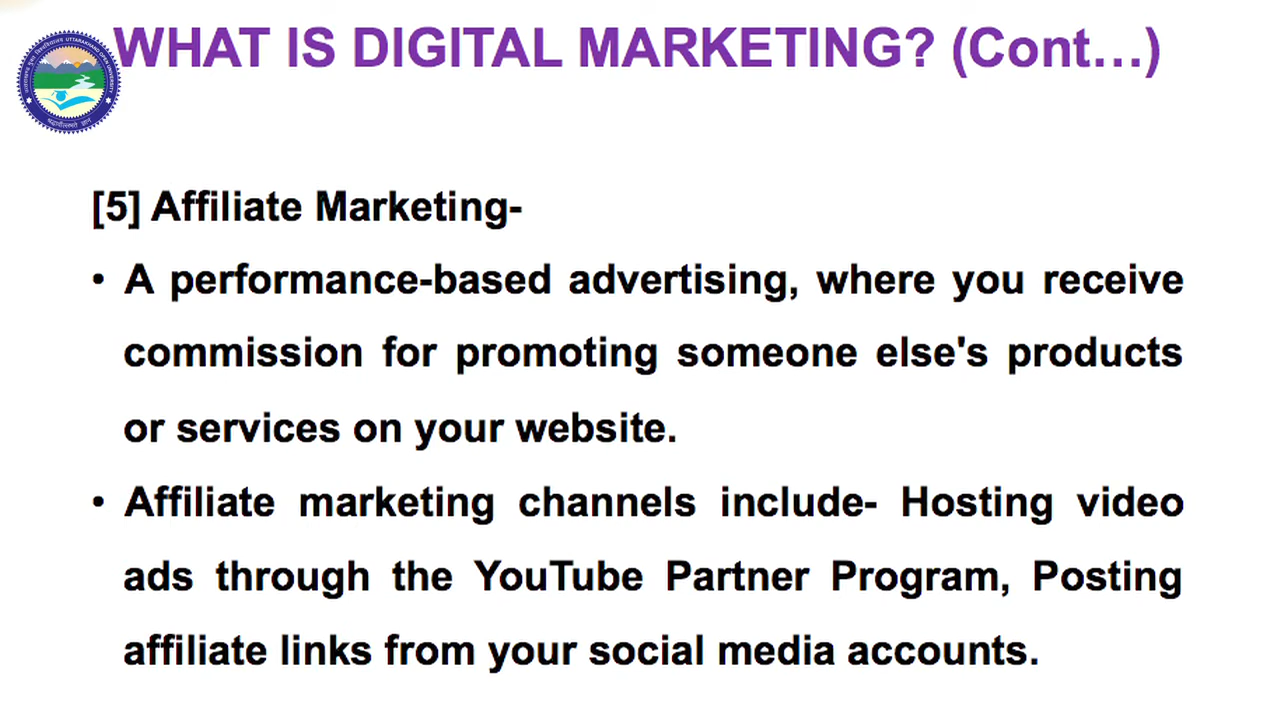 WHAT IS DIGITAL MARKETING? (Cont…)
[5] Affiliate Marketing-
• A performance-based advertising, where you receive
commission for promoting someone else's products
or services on your website.
• Affiliate marketing channels include- Hosting video
ads through the YouTube Partner Program, Posting
affiliate links from your social media accounts.